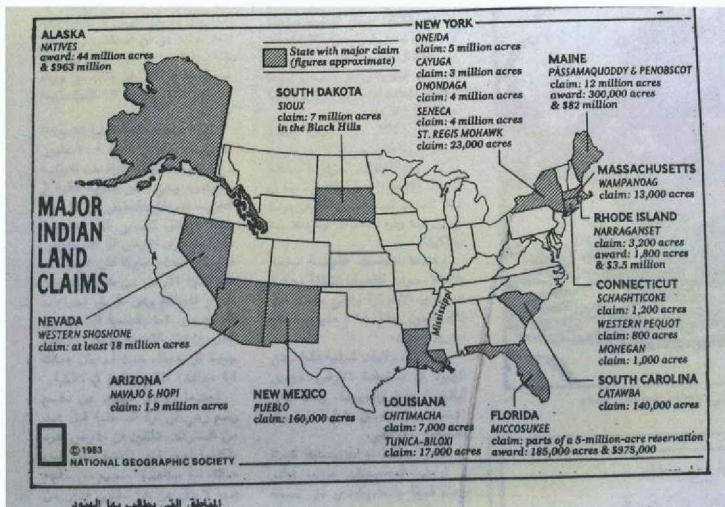 ALASKA
NATIVES
award: 44 million acres
& $963 million
State with major claim
(figures approximate)
SOUTH DAKOTA
SIOUX
claim: 7 million acres
in the Black Hills
NEW YORK
ONEIDA
claim: 5 million acres
CAYUGA
claim: 3 million acres
ONONDAGA
claim: 4 million acres
SENECA
claim: 4 million acres
ST. REGIS MOHAWK
claim: 23,000 acres
MAINE
PASSAMAQUODDY & PENOBSCOT
claim: 12 million acres
award: 300,000 acres
& $82 million
MASSACHUSETTS
WAMPANOAG
claim: 13,000 acres
RHODE ISLAND
NARRAGANSET
claim: 3,200 acres
award: 1,800 acres
& $3.5 million
CONNECTICUT
SCHAGHTICOKE
claim: 1,200 acres
WESTERN PEQUOT
claim: 800 acres
MOHEGAN
claim: 1,000 acres
SOUTH CAROLINA
CATAWBA
claim: 140,000 acres
MAJOR
INDIAN
LAND
CLAIMS
Mississippi
NEVADA
WESTERN SHOSHONE
claim: at least 18 million acres
ARIZONA
NAVAJO & HOPI
claim: 1.9 million acres
NEW MEXICO
PUEBLO
claim: 160,000 acres
LOUISIANA
CHITIMACHA
claim: 7,000 acres
TUNICA-BILOXI
claim: 17,000 acres
FLORIDA
MICCOSUKEE
claim: parts of a 5-million-acre reservation
award: 185,000 acres & $975,000
© 1983
NATIONAL GEOGRAPHIC SOCIETY
المناطق التي يطالب بها الهنود